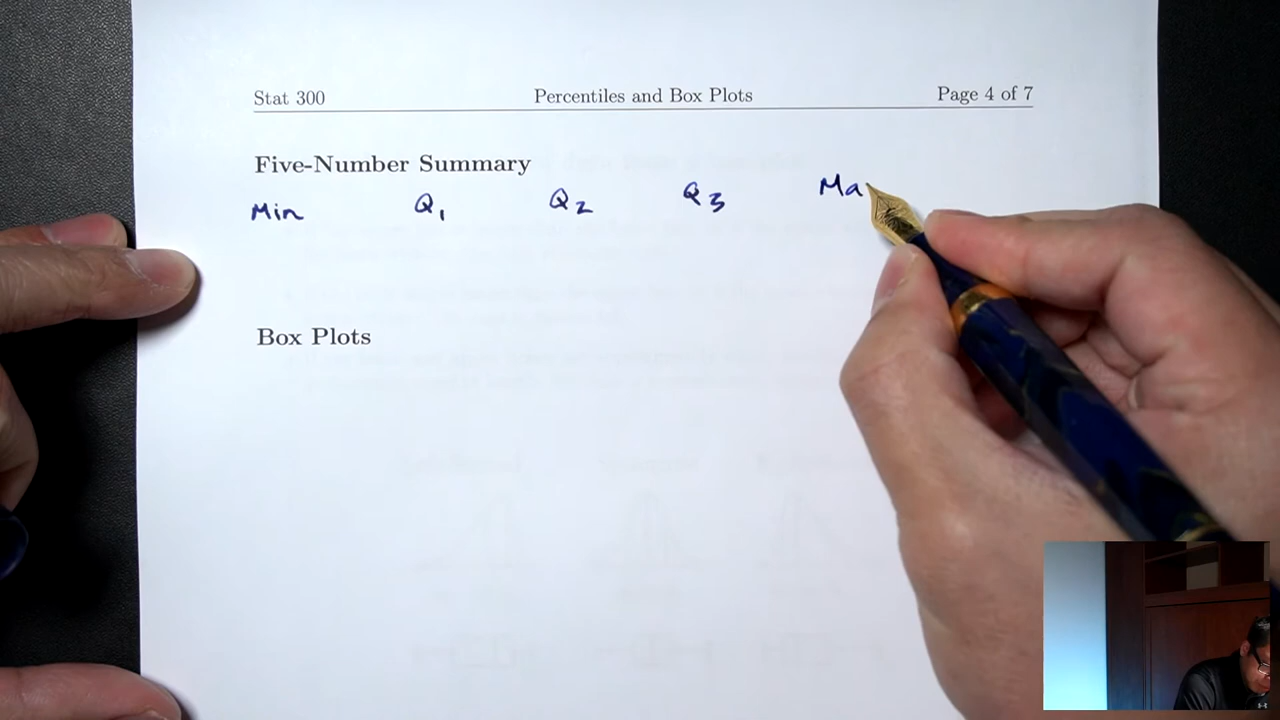 Stat 300 Percentiles and Box Plots Page 4 of 7
Five-Number Summary
Min Q1 Q2 Q3 Ma
Box Plots